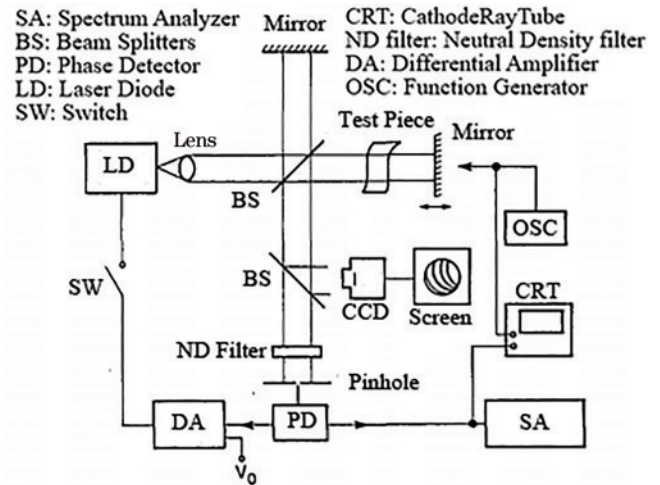 SA: Spectrum Analyzer
BS: Beam Splitters
PD: Phase Detector
LD: Laser Diode
SW: Switch
Mirror
CRT: CathodeRayTube
ND filter: Neutral Density filter
DA: Differential Amplifier
OSC: Function Generator
Lens
Test Piece
Mirror
LD
BS
OSC
SW
BS
CCD
Screen
CRT
ND Filter
Pinhole
DA
PD
SA
V0